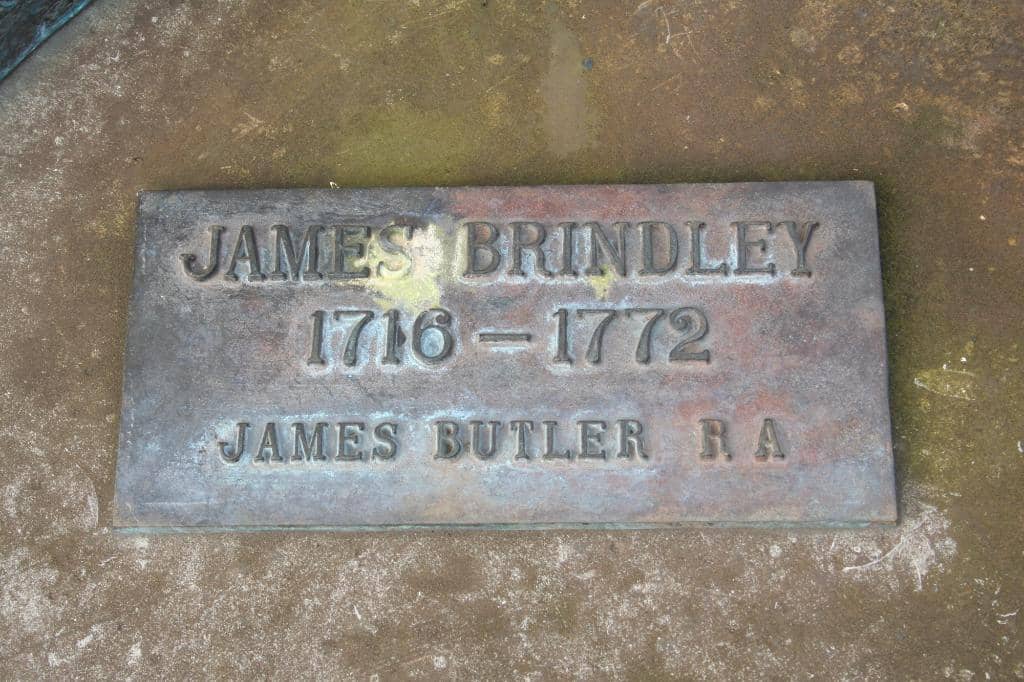 JAMES BRINDLEY
1716 – 1772
JAMES BUTLER R A